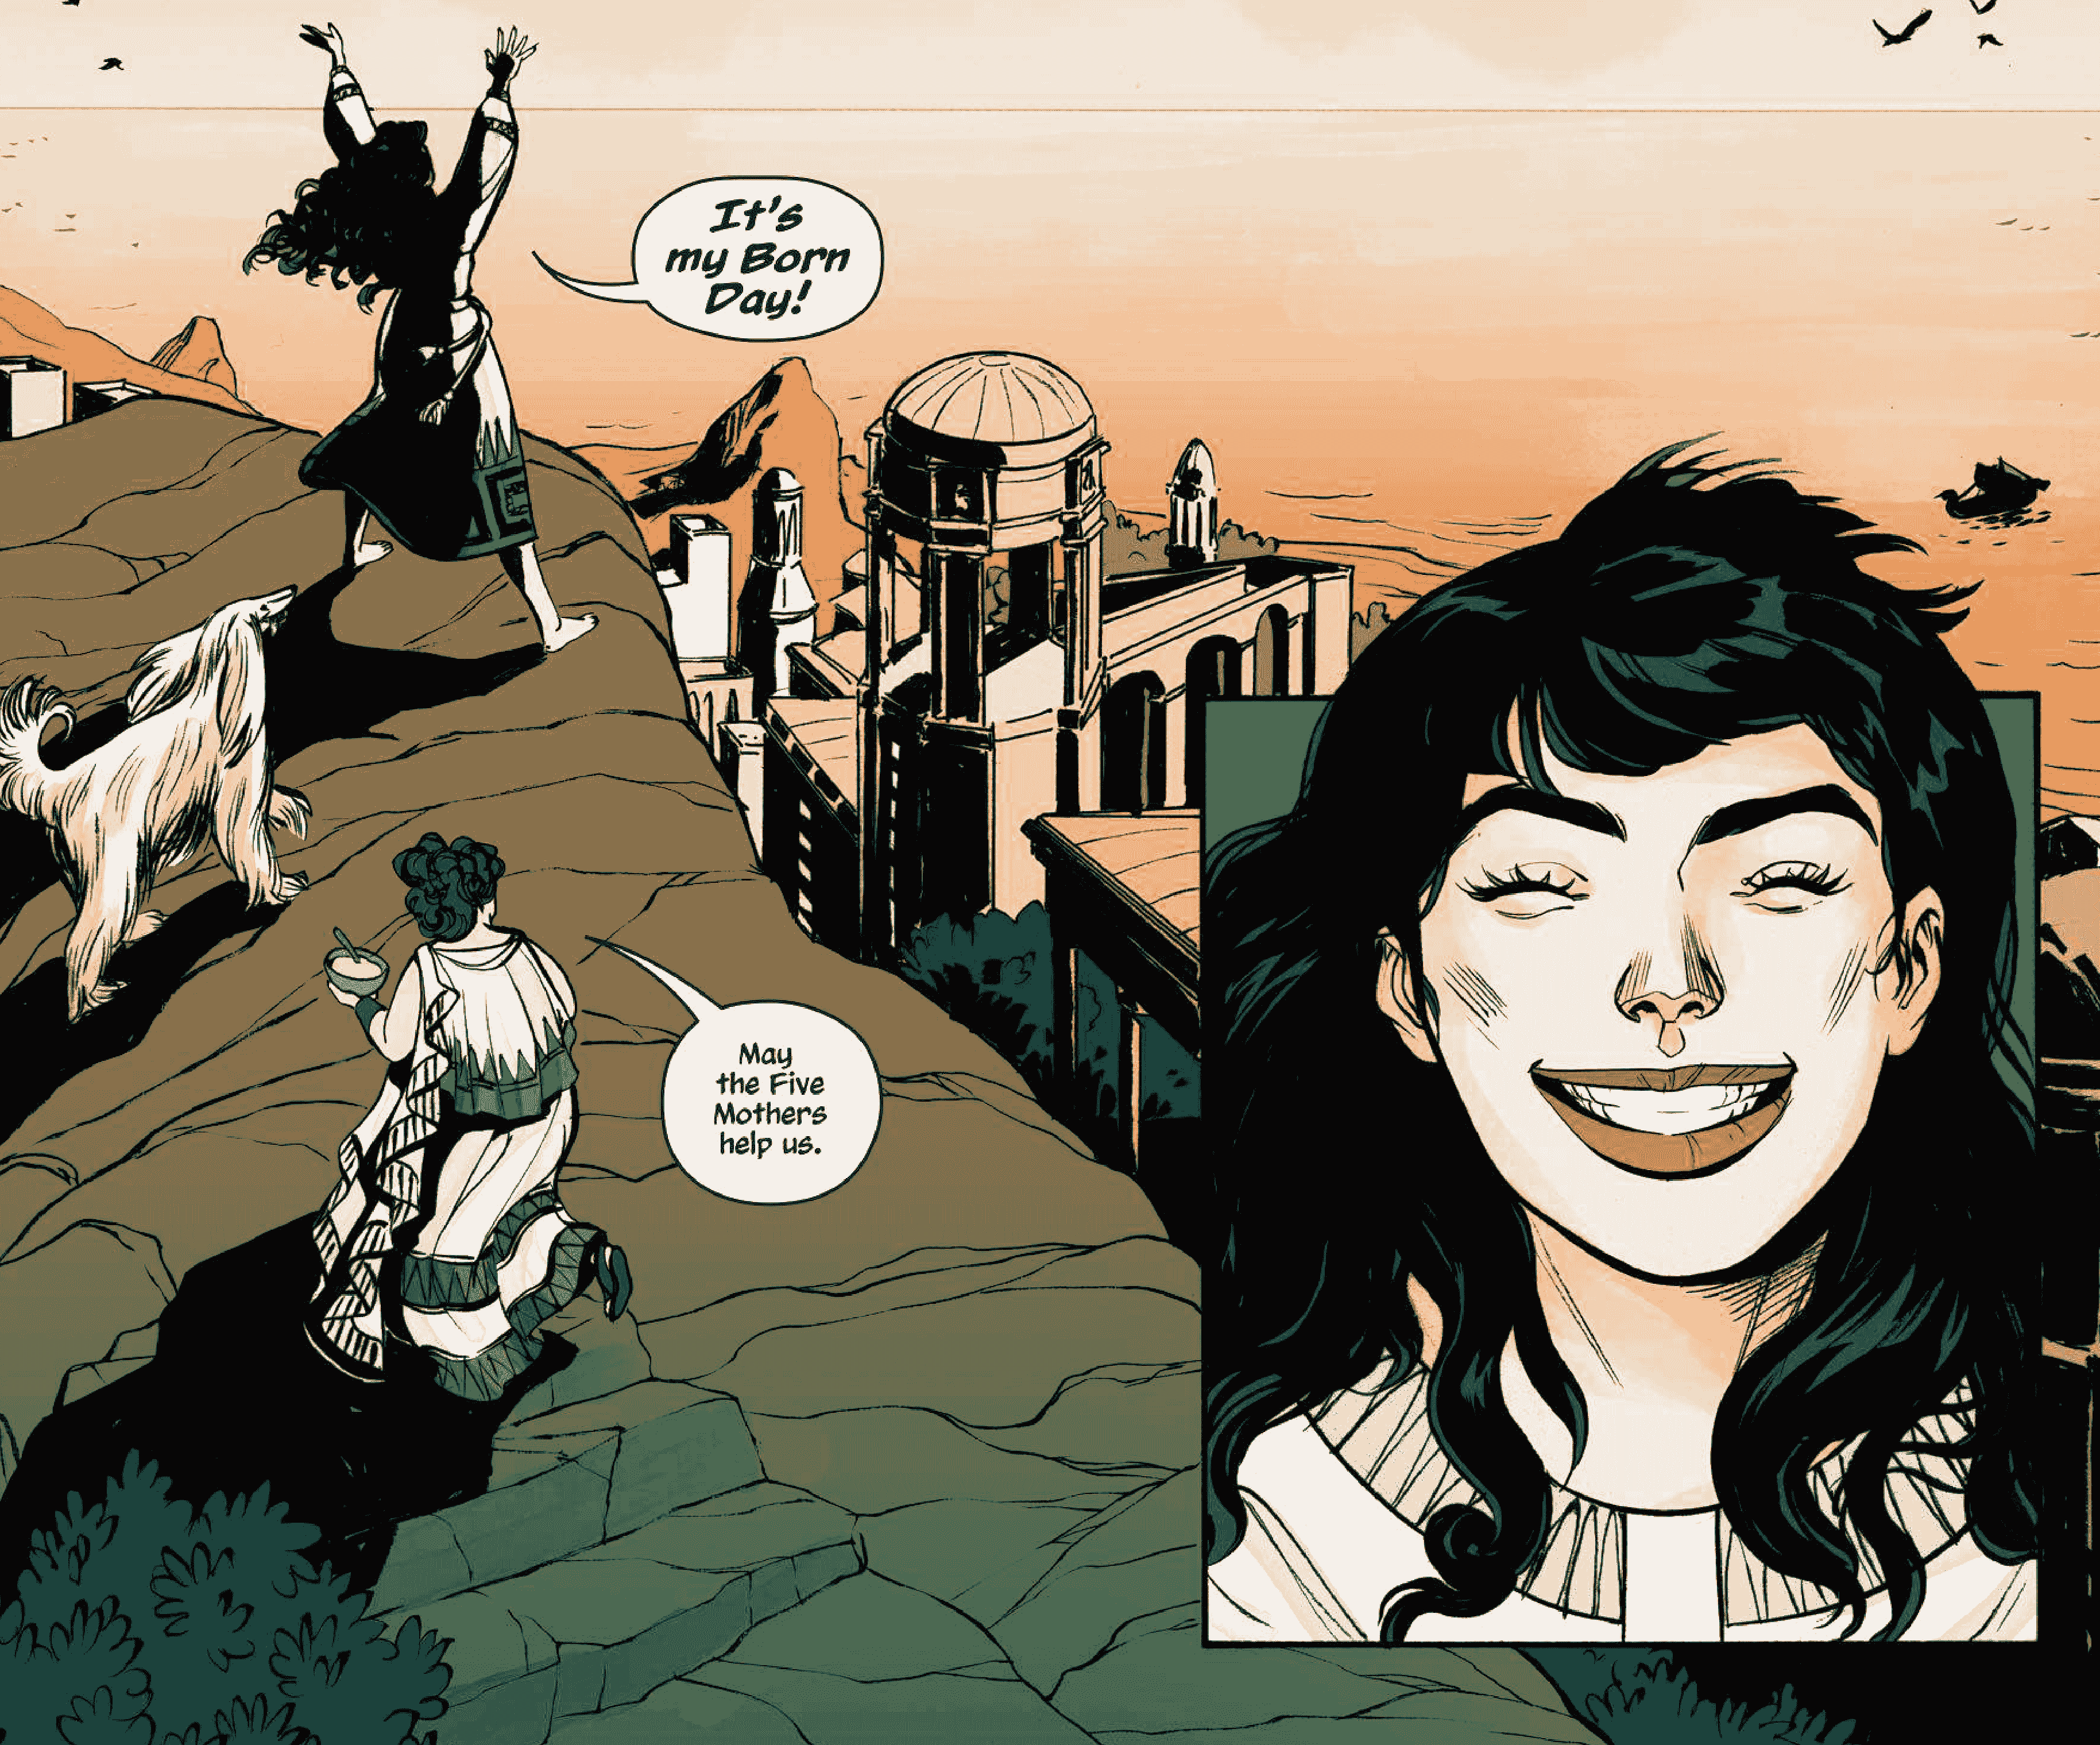 It's
my Born
Day!
May
the Five
Mothers
help us.